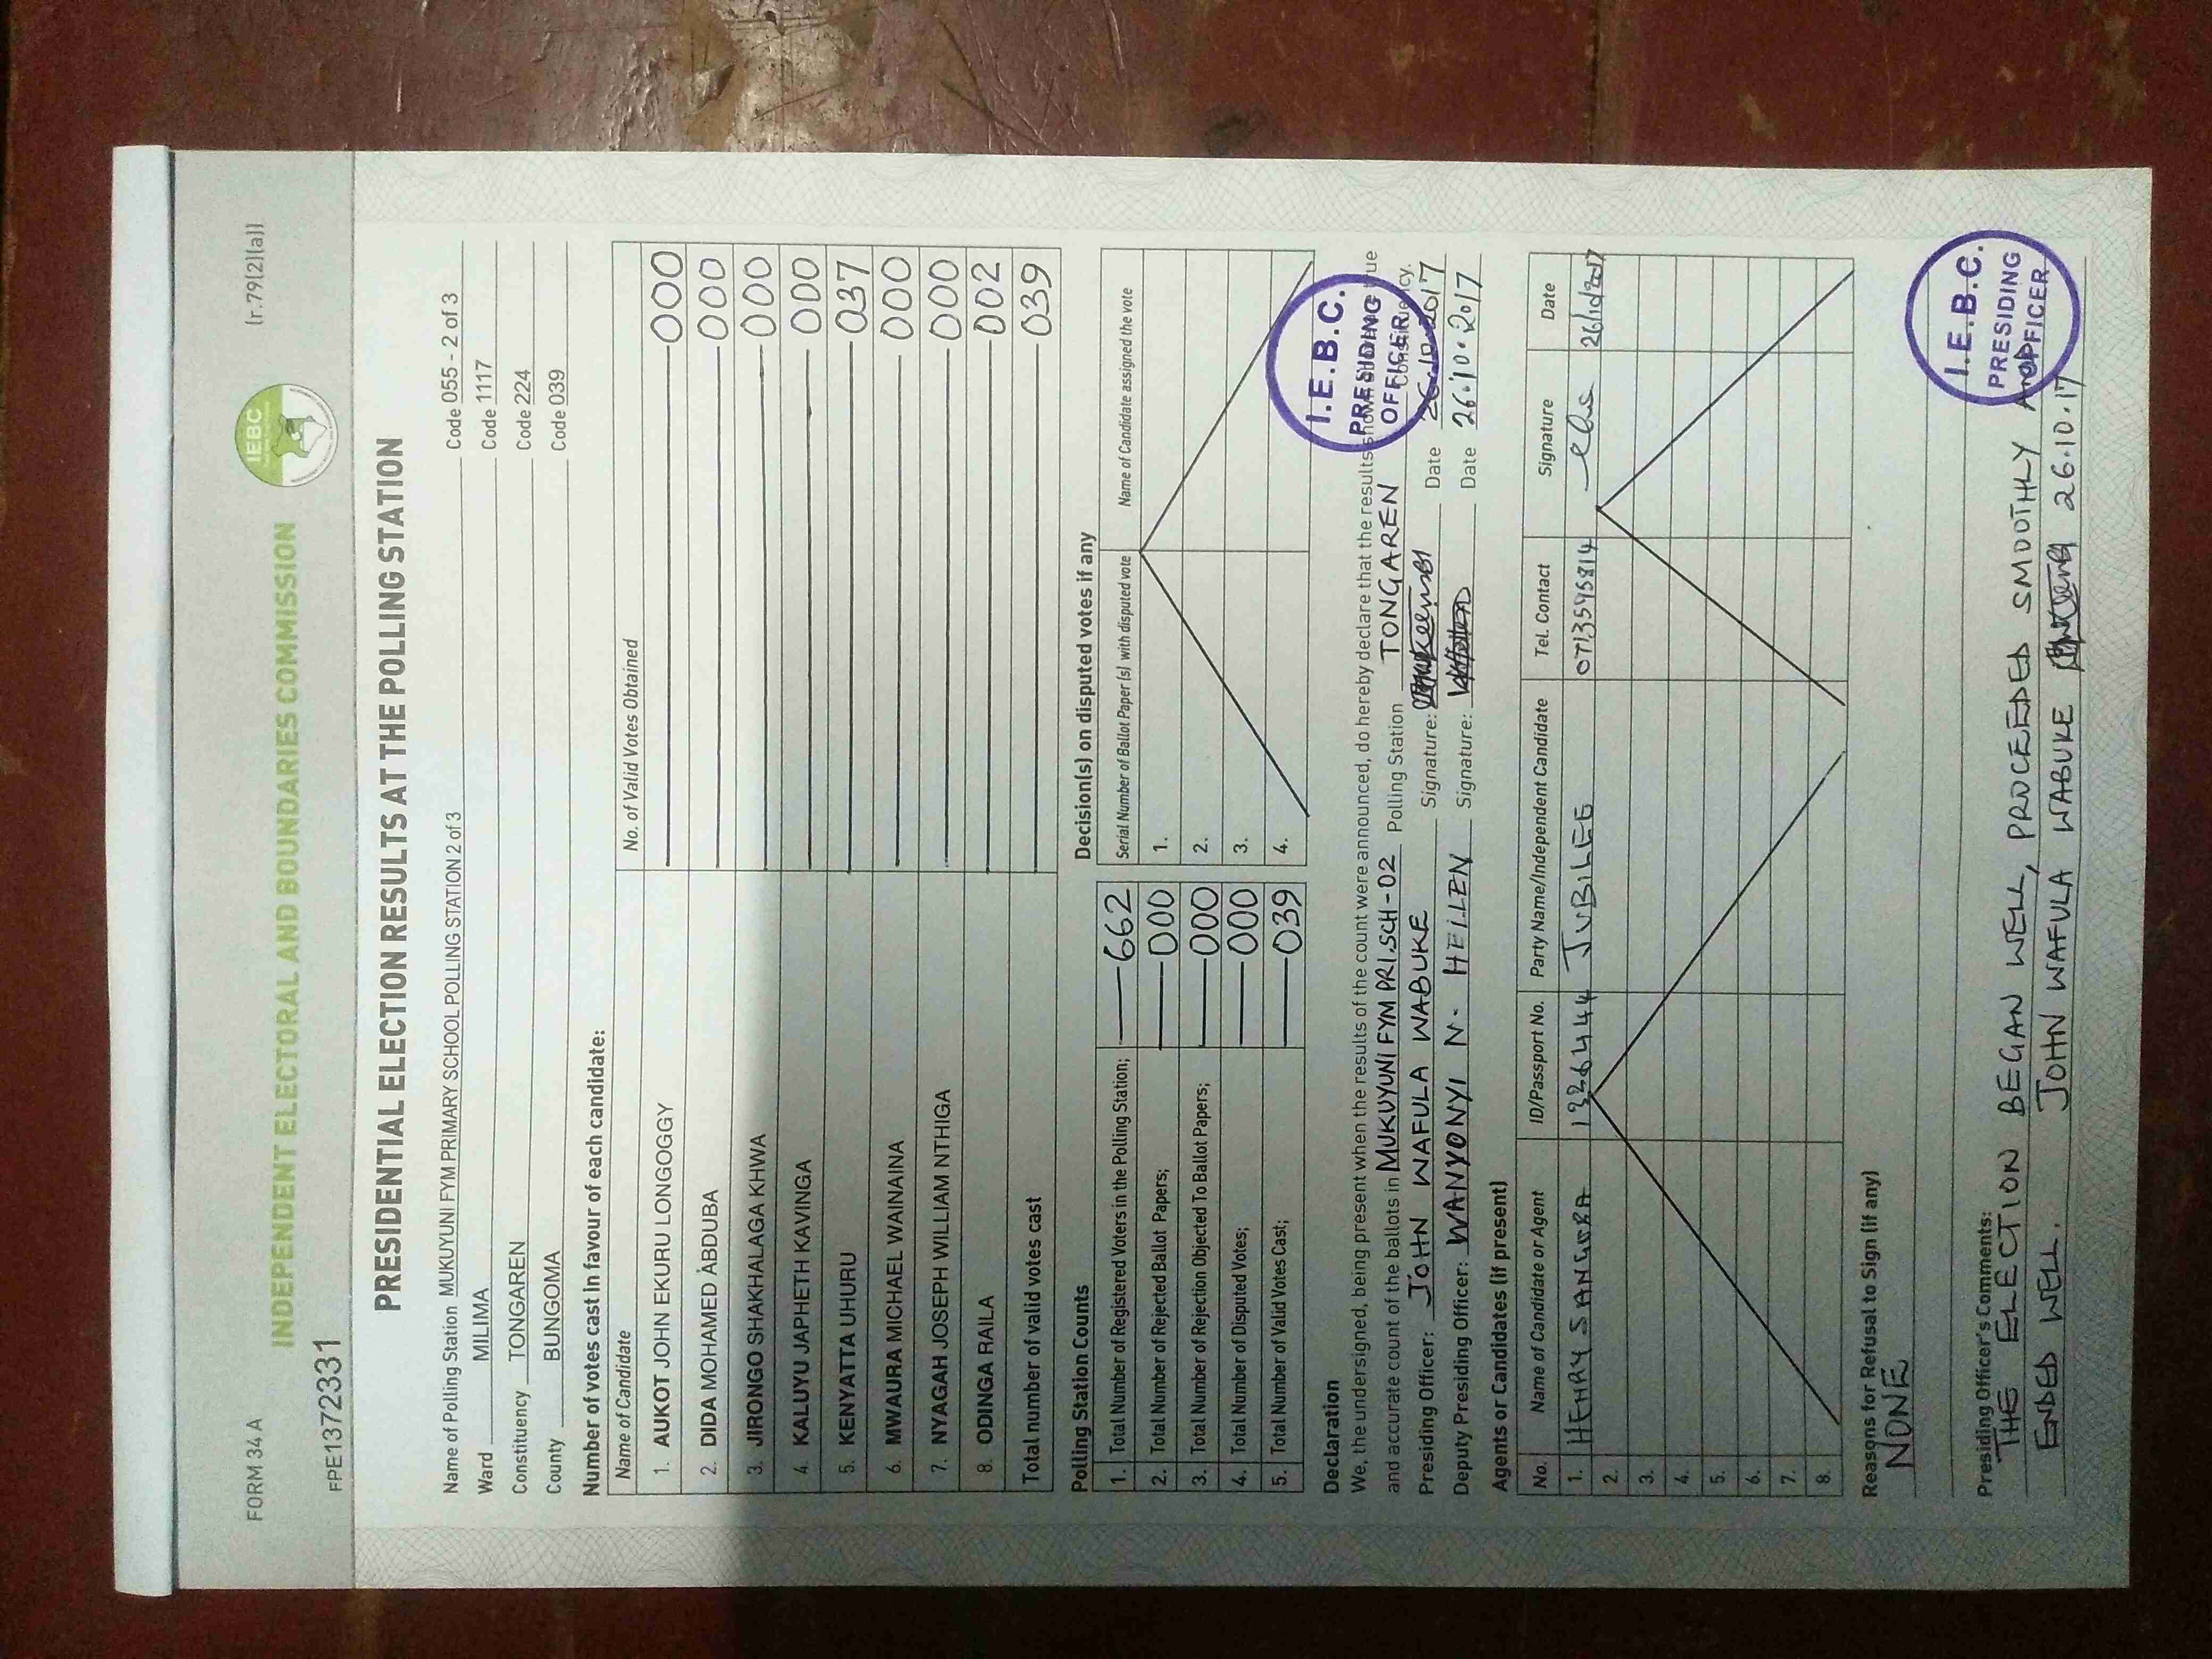 FORM 34 A
(r.79(2)(a))
IEBC
INDEPENDENT ELECTORAL AND BOUNDARIES COMMISSION
FPE1372331
PRESIDENTIAL ELECTION RESULTS AT THE POLLING STATION
Name of Polling Station MUKUYUNI FYM PRIMARY SCHOOL POLLING STATION 2 of 3 Code 055 - 2 of 3
Ward MILIMA Code 1117
Constituency TONGAREN Code 224
County BUNGOMA Code 039
Number of votes cast in favour of each candidate:
Name of Candidate No. of Valid Votes Obtained
1. AUKOT JOHN EKURU LONGOGGY 000
2. DIDA MOHAMED ABDUBA 000
3. JIRONGO SHAKHALAGA KHWA 000
4. KALUYU JAPHETH KAVINGA 000
5. KENYATTA UHURU 037
6. MWAURA MICHAEL WAINAINA 000
7. NYAGAH JOSEPH WILLIAM NTHIGA 000
8. ODINGA RAILA 002
Total number of valid votes cast 039
Polling Station Counts
1. Total Number of Registered Voters in the Polling Station; 662
2. Total Number of Rejected Ballot Papers; 000
3. Total Number of Rejection Objected To Ballot Papers; 000
4. Total Number of Disputed Votes; 000
5. Total Number of Valid Votes Cast; 039
Decision(s) on disputed votes if any
Serial Number of Ballot Paper (s) with disputed vote Name of Candidate assigned the vote
1.
2.
3.
4.
Declaration
We, the undersigned, being present when the results of the count were announced, do hereby declare that the results shown above are true
and accurate count of the ballots in MUKUYUNI FYM PRI.SCH-02 Polling Station TONGAREN Constituency.
Presiding Officer: JOHN WAFULA WABUKE Signature: Date 26.10.2017
Deputy Presiding Officer: WANYONYI N. HELLEN Signature: Date 26.10.2017
I.E.B.C.
PRESIDING
OFFICER
Agents or Candidates (if present)
No. Name of Candidate or Agent ID/Passport No. Party Name/Independent Candidate Tel. Contact Signature Date
1. HENRY SANGURA JUBILEE 26/10/2017
2.
3.
4.
5.
6.
7.
8.
Reasons for Refusal to Sign (if any)
NONE
Presiding Officer's Comments:
THE ELECTION BEGAN WELL, PROCEEDED SMOOTHLY AND
ENDED WELL. JOHN WAFULA WABUKE 26.10.17
I.E.B.C.
PRESIDING
OFFICER